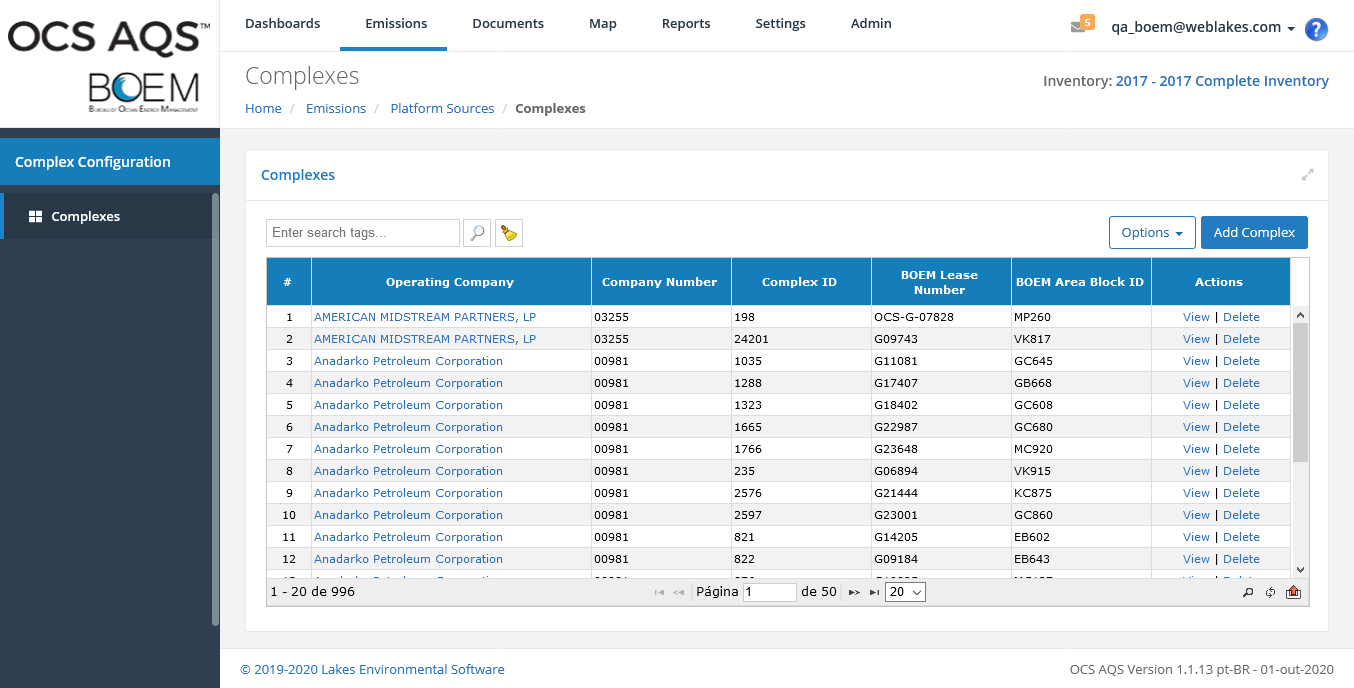 OCS AQS™
BOEM
BUREAU OF OCEAN ENERGY MANAGEMENT
Dashboards Emissions Documents Map Reports Settings Admin
5 qa_boem@weblakes.com ?
Complexes
Inventory: 2017 - 2017 Complete Inventory
Home / Emissions / Platform Sources / Complexes
Complex Configuration
Complexes
Complexes
Enter search tags... Options Add Complex
# Operating Company Company Number Complex ID BOEM Lease Number BOEM Area Block ID Actions
1 AMERICAN MIDSTREAM PARTNERS, LP 03255 198 OCS-G-07828 MP260 View | Delete
2 AMERICAN MIDSTREAM PARTNERS, LP 03255 24201 G09743 VK817 View | Delete
3 Anadarko Petroleum Corporation 00981 1035 G11081 GC645 View | Delete
4 Anadarko Petroleum Corporation 00981 1288 G17407 GB668 View | Delete
5 Anadarko Petroleum Corporation 00981 1323 G18402 GC608 View | Delete
6 Anadarko Petroleum Corporation 00981 1665 G22987 GC680 View | Delete
7 Anadarko Petroleum Corporation 00981 1766 G23648 MC920 View | Delete
8 Anadarko Petroleum Corporation 00981 235 G06894 VK915 View | Delete
9 Anadarko Petroleum Corporation 00981 2576 G21444 KC875 View | Delete
10 Anadarko Petroleum Corporation 00981 2597 G23001 GC860 View | Delete
11 Anadarko Petroleum Corporation 00981 821 G14205 EB602 View | Delete
12 Anadarko Petroleum Corporation 00981 822 G09184 EB643 View | Delete
1 - 20 de 996 Página 1 de 50 20
© 2019-2020 Lakes Environmental Software
OCS AQS Version 1.1.13 pt-BR - 01-out-2020